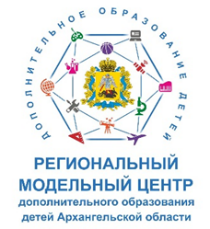 ДОПОЛНИТЕЛЬНОЕ ОБРАЗОВАНИЕ ДЕТЕЙ
РЕГИОНАЛЬНЫЙ
МОДЕЛЬНЫЙ ЦЕНТР
дополнительного образования
детей Архангельской области